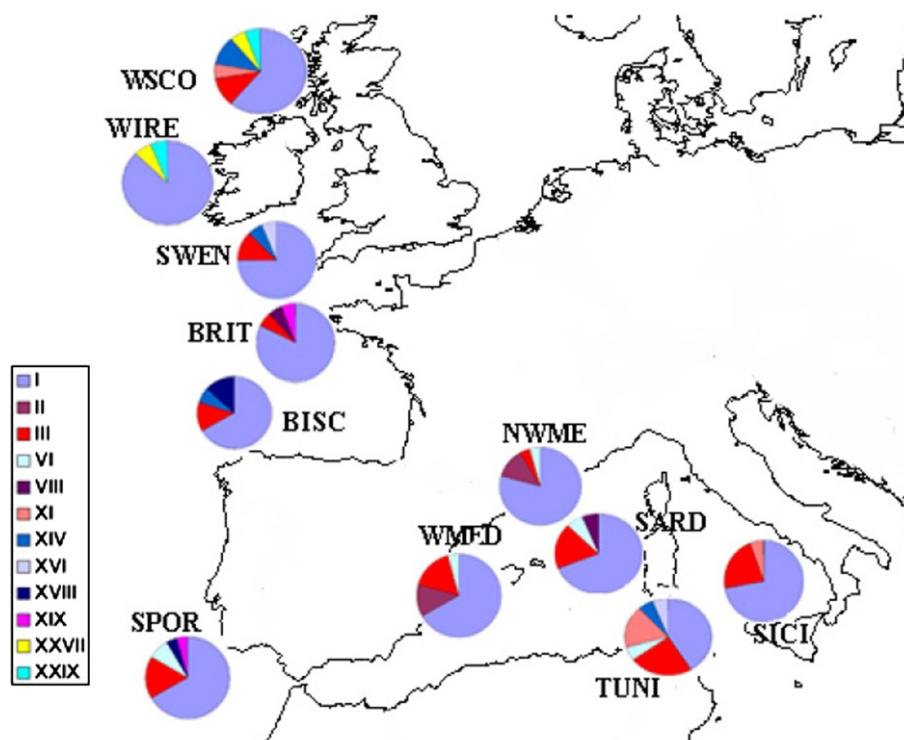 WSCO
WIRE
SWEN
BRIT
BISC
NWME
WMED
SARD
SPOR
TUNI
SICI
I
II
III
VI
VIII
XI
XIV
XVI
XVIII
XIX
XXVII
XXIX